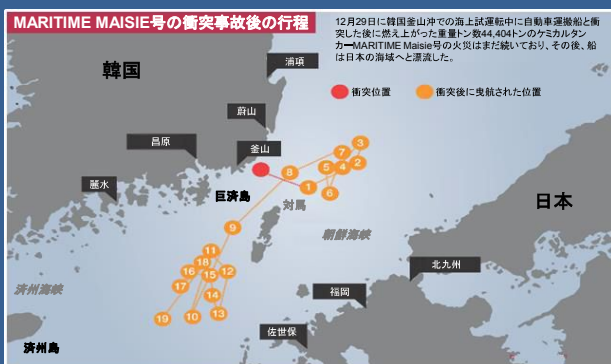 MARITIME MAISIE号の衝突事故後の行程
12月29日に韓国釜山沖での海上試運転中に自動車運搬船と衝
突した後に燃え上がった重量トン数44,404トンのケミカルタン
カーMARITIME Maisie号の火災はまだ続いており、その後、船
は日本の海域へと漂流した。
衝突位置
衝突後に曳航された位置
韓国
浦項
蔚山
昌原
釜山
麗水
巨済島
対馬
朝鮮海峡
日本
北九州
福岡
佐世保
済州海峡
済州島
3
7
5
4
2
8
1
6
9
11
18
16
15
12
17
14
19
10
13